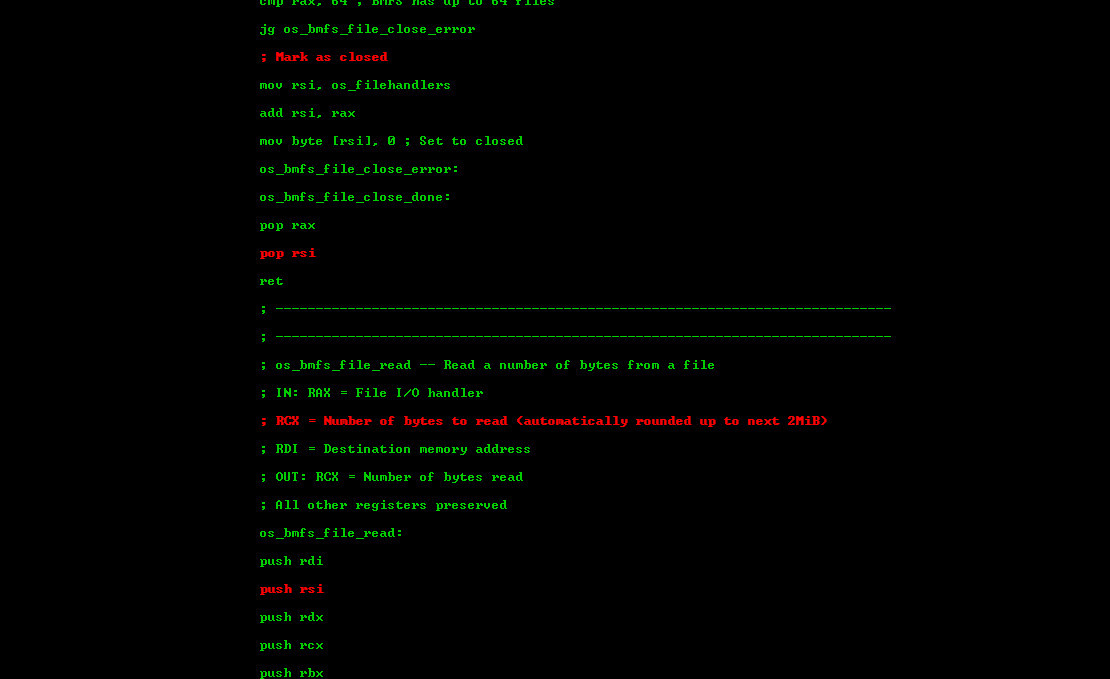 cmp rax, 64 ; BMFS has up to 64 files
jg os_bmfs_file_close_error
; Mark as closed
mov rsi, os_filehandlers
add rsi, rax
mov byte [rsi], 0 ; Set to closed
os_bmfs_file_close_error:
os_bmfs_file_close_done:
pop rax
pop rsi
ret
; -----------------------------------------------------------------------------
; -----------------------------------------------------------------------------
; os_bmfs_file_read -- Read a number of bytes from a file
; IN: RAX = File I/O handler
; RCX = Number of bytes to read (automatically rounded up to next 2MiB)
; RDI = Destination memory address
; OUT: RCX = Number of bytes read
; All other registers preserved
os_bmfs_file_read:
push rdi
push rsi
push rdx
push rcx
push rbx